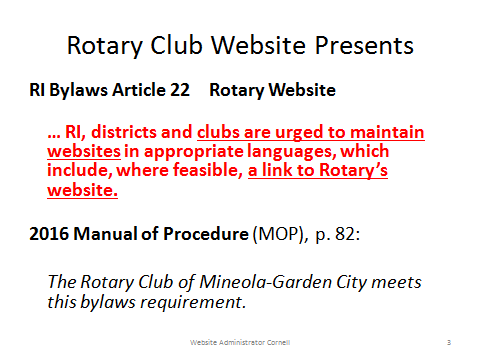 Rotary Club Website Presents
RI Bylaws Article 22 Rotary Website
... RI, districts and clubs are urged to maintain
websites in appropriate languages, which
include, where feasible, a link to Rotary's
website.
2016 Manual of Procedure (MOP), p. 82:
The Rotary Club of Mineola-Garden City meets
this bylaws requirement.
Website Administrator Cornell 3